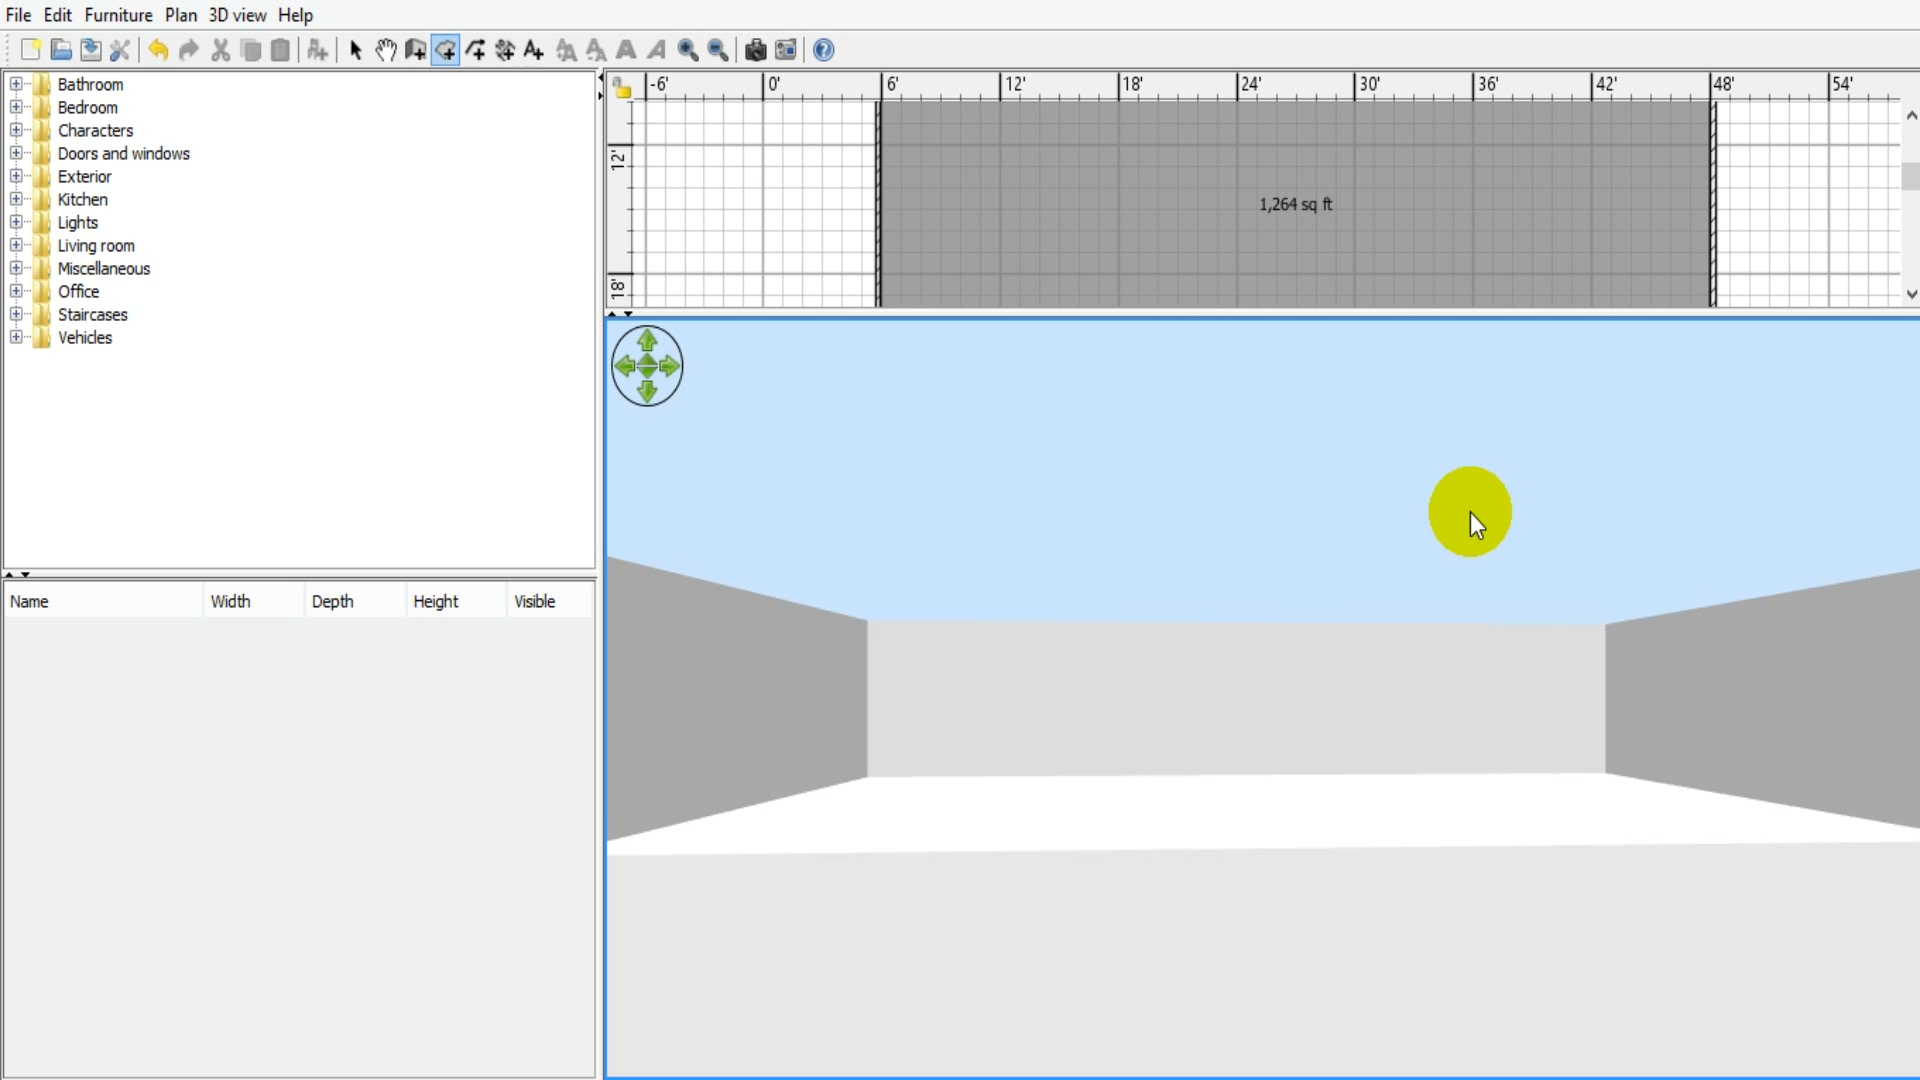 File Edit Furniture Plan 3D view Help
-6' 0' 6' 12' 18' 24' 30' 36' 42' 48' 54'
Bathroom
Bedroom
Characters
Doors and windows
Exterior
Kitchen
Lights
Living room
Miscellaneous
Office
Staircases
Vehicles
12'
1,264 sq ft
18'
Name Width Depth Height Visible